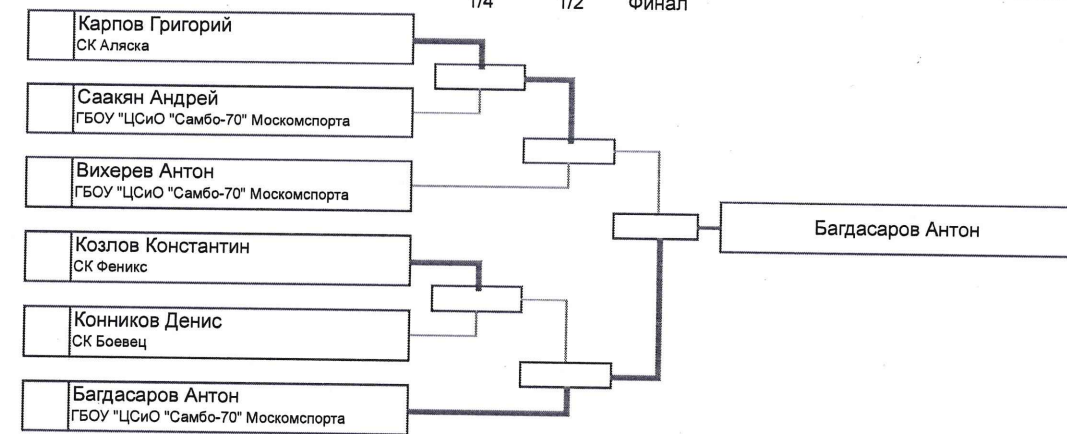 1/4 1/2 Финал
Карпов Григорий
СК Аляска
Саакян Андрей
ГБОУ "ЦСиО "Самбо-70" Москомспорта
Вихерев Антон
ГБОУ "ЦСиО "Самбо-70" Москомспорта
Козлов Константин
СК Феникс
Багдасаров Антон
Конников Денис
СК Боевец
Багдасаров Антон
ГБОУ "ЦСиО "Самбо-70" Москомспорта